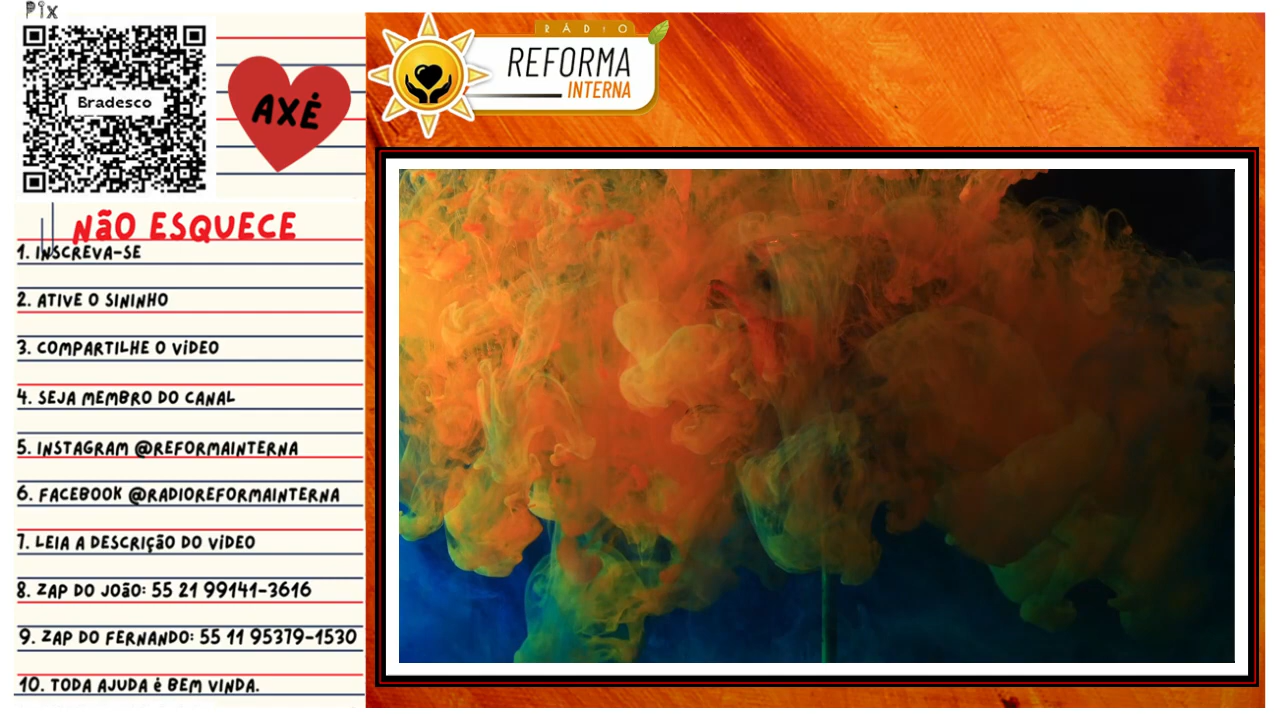 Pix
Bradesco
AXÉ
NÃO ESQUECE
1. INSCREVA-SE
2. ATIVE O SININHO
3. COMPARTILHE O VÍDEO
4. SEJA MEMBRO DO CANAL
5. INSTAGRAM @REFORMAINTERNA
6. FACEBOOK @RADIOREFORMAINTERNA
7. LEIA A DESCRIÇÃO DO VÍDEO
8. ZAP DO JOÃO: 55 21 99141-3616
9. ZAP DO FERNANDO: 55 11 95379-1530
10. TODA AJUDA É BEM VINDA.
RÁDIO
REFORMA
INTERNA